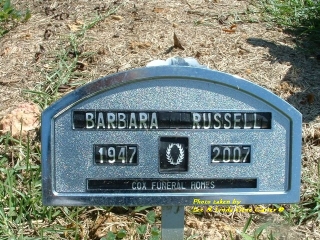 BARBARA RUSSELL
1947 2007
COX FUNERAL HOMES
Photo taken by